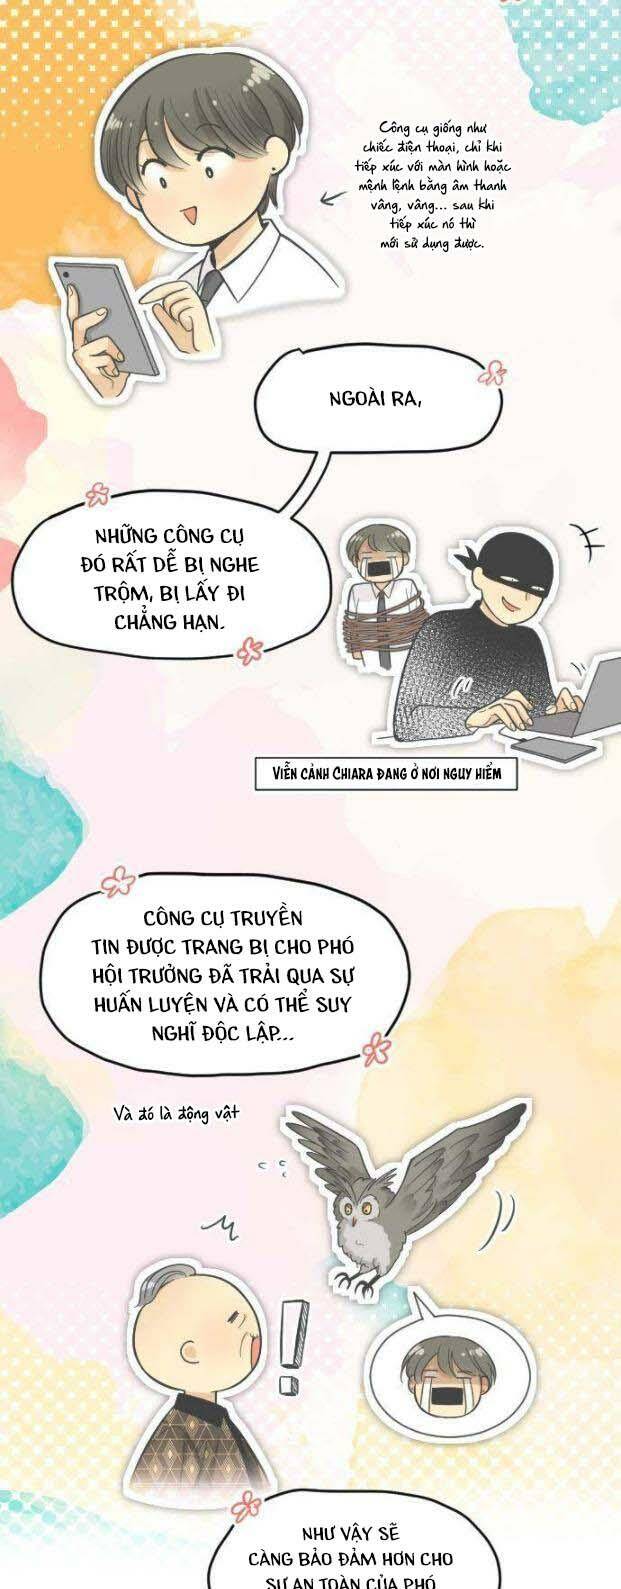 Công cụ giống như
chiếc điện thoại, chỉ khi
tiếp xúc với màn hình hoặc
mệnh lệnh bằng âm thanh
vâng, vâng... sau khi
tiếp xúc nó thì
mới sử dụng được.
NGOÀI RA,
NHỮNG CÔNG CỤ
ĐÓ RẤT DỄ BỊ NGHE
TRỘM, BỊ LẤY ĐI
CHẲNG HẠN.
VIỄN CẢNH CHIARA ĐANG Ở NƠI NGUY HIỂM
CÔNG CỤ TRUYỀN
TIN ĐƯỢC TRANG BỊ CHO PHÓ
HỘI TRƯỞNG ĐÃ TRẢI QUA SỰ
HUẤN LUYỆN VÀ CÓ THỂ SUY
NGHĨ ĐỘC LẬP...
Và đó là động vật
!
NHƯ VẬY SẼ
CÀNG BẢO ĐẢM HƠN CHO
SỰ AN TOÀN CỦA PHÓ